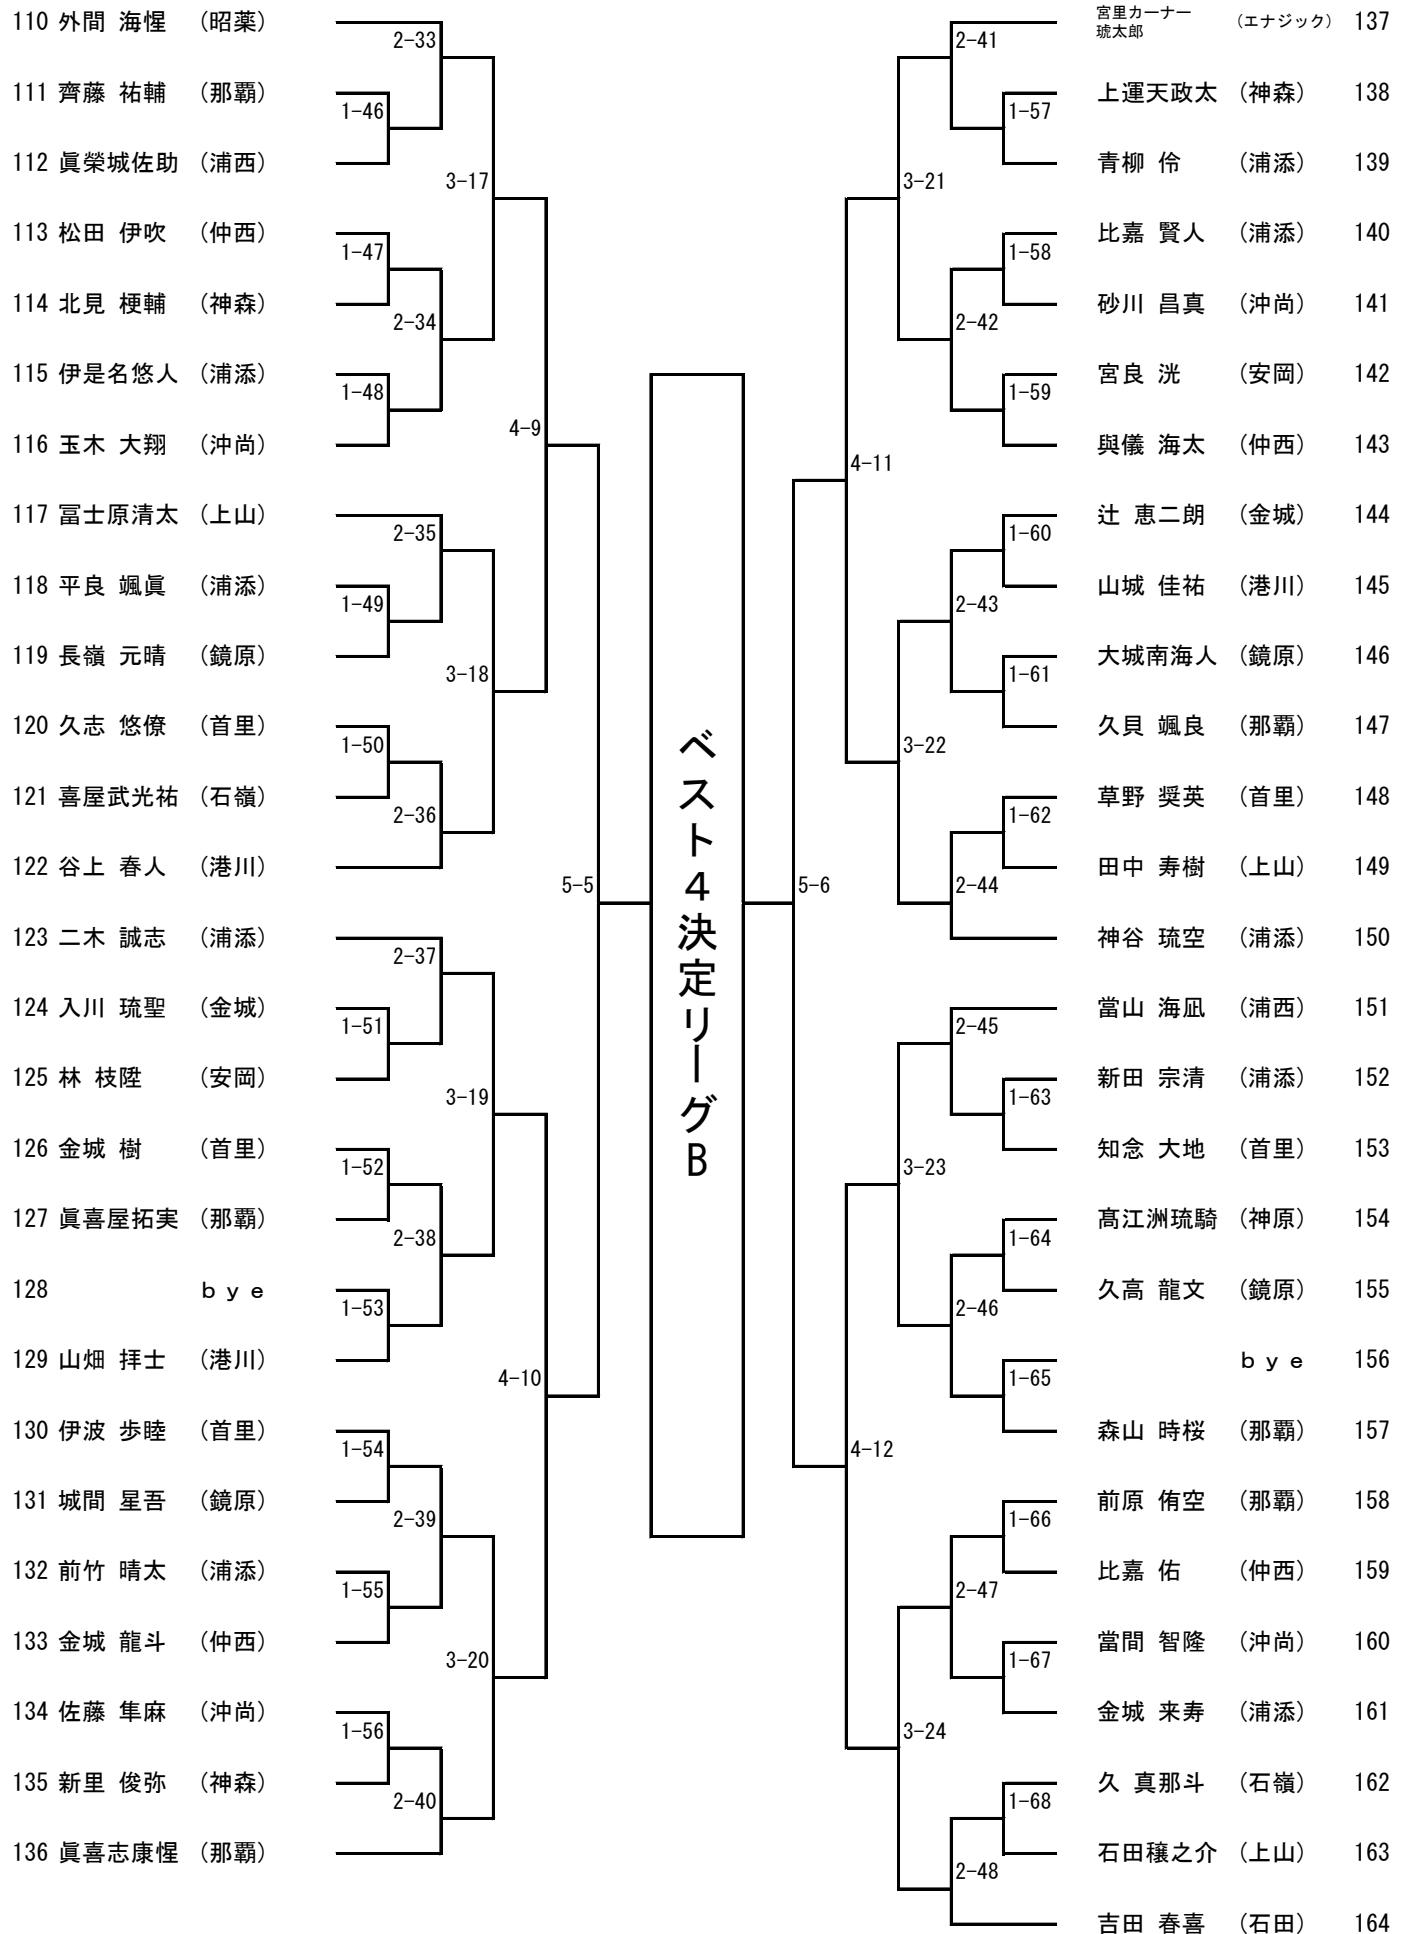 110 外間 海惺 (昭薬)
111 齊藤 祐輔 (那覇)
112 眞榮城佐助 (浦西)
113 松田 伊吹 (仲西)
114 北見 梗輔 (神森)
115 伊是名悠人 (浦添)
116 玉木 大翔 (沖尚)
117 冨士原清太 (上山)
118 平良 颯眞 (浦添)
119 長嶺 元晴 (鏡原)
120 久志 悠僚 (首里)
121 喜屋武光祐 (石嶺)
122 谷上 春人 (港川)
123 二木 誠志 (浦添)
124 入川 琉聖 (金城)
125 林 枝陞 (安岡)
126 金城 樹 (首里)
127 眞喜屋拓実 (那覇)
128 ｂｙｅ
129 山畑 拝士 (港川)
130 伊波 歩睦 (首里)
131 城間 星吾 (鏡原)
132 前竹 晴太 (浦添)
133 金城 龍斗 (仲西)
134 佐藤 隼麻 (沖尚)
135 新里 俊弥 (神森)
136 眞喜志康惺 (那覇)
1-46
1-47
1-48
1-49
1-50
1-51
1-52
1-53
1-54
1-55
1-56
2-33
2-34
2-35
2-36
2-37
2-38
2-39
2-40
3-17
3-18
3-19
3-20
4-9
4-10
5-5
ベスト４決定リーグＢ
5-6
4-11
4-12
3-21
3-22
3-23
3-24
2-41
2-42
2-43
2-44
2-45
2-46
2-47
2-48
1-57
1-58
1-59
1-60
1-61
1-62
1-63
1-64
1-65
1-66
1-67
1-68
宮里カーナー
琥太郎 (エナジック) 137
上運天政太 (神森) 138
青柳 伶 (浦添) 139
比嘉 賢人 (浦添) 140
砂川 昌真 (沖尚) 141
宮良 洸 (安岡) 142
與儀 海太 (仲西) 143
辻 恵二朗 (金城) 144
山城 佳祐 (港川) 145
大城南海人 (鏡原) 146
久貝 颯良 (那覇) 147
草野 奨英 (首里) 148
田中 寿樹 (上山) 149
神谷 琉空 (浦添) 150
當山 海凪 (浦西) 151
新田 宗清 (浦添) 152
知念 大地 (首里) 153
髙江洲琉騎 (神原) 154
久高 龍文 (鏡原) 155
ｂｙｅ 156
森山 時桜 (那覇) 157
前原 侑空 (那覇) 158
比嘉 佑 (仲西) 159
當間 智隆 (沖尚) 160
金城 来寿 (浦添) 161
久 真那斗 (石嶺) 162
石田穣之介 (上山) 163
吉田 春喜 (石田) 164